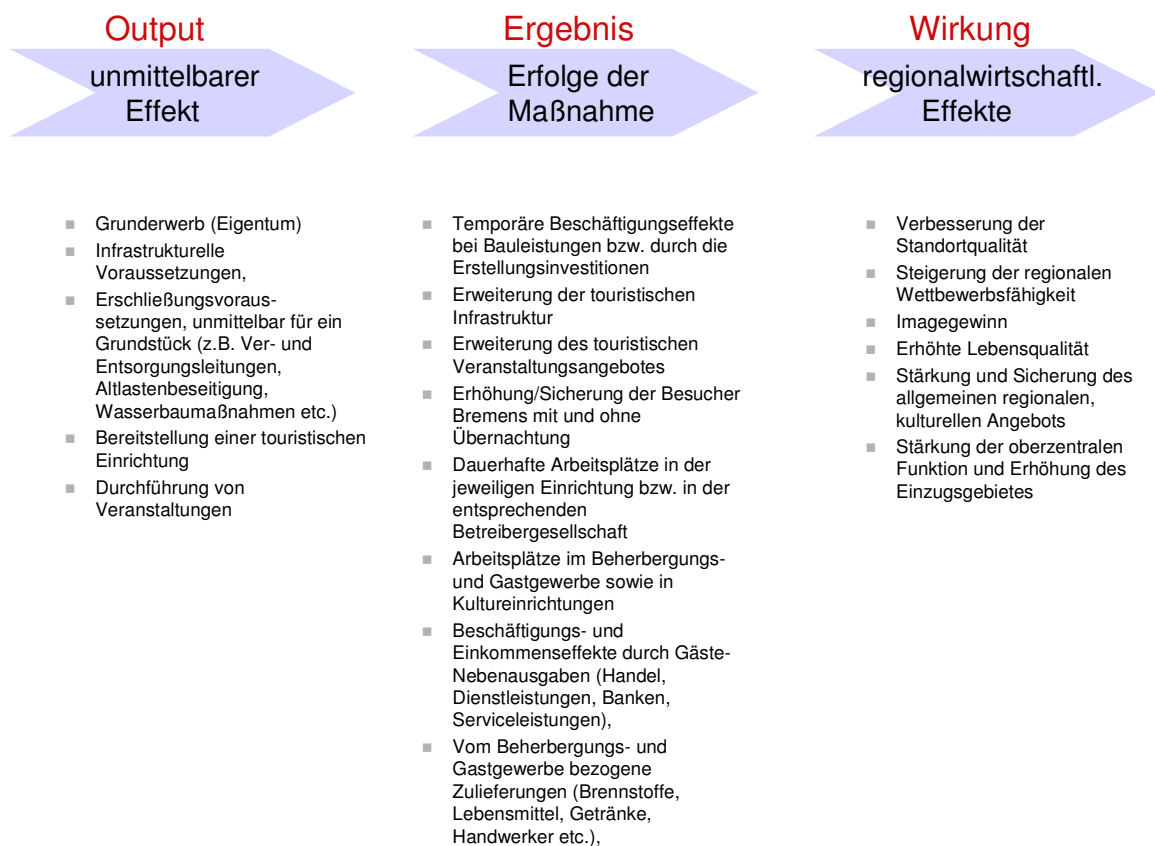 Output
unmittelbarer
Effekt
Grunderwerb (Eigentum)
Infrastrukturelle
Voraussetzungen,
Erschließungsvoraus-
setzungen, unmittelbar für ein
Grundstück (z.B. Ver- und
Entsorgungsleitungen,
Altlastenbeseitigung,
Wasserbaumaßnahmen etc.)
Bereitstellung einer touristischen
Einrichtung
Durchführung von
Veranstaltungen
Ergebnis
Erfolge der
Maßnahme
Temporäre Beschäftigungseffekte
bei Bauleistungen bzw. durch die
Erstellungsinvestitionen
Erweiterung der touristischen
Infrastruktur
Erweiterung des touristischen
Veranstaltungsangebotes
Erhöhung/Sicherung der Besucher
Bremens mit und ohne
Übernachtung
Dauerhafte Arbeitsplätze in der
jeweiligen Einrichtung bzw. in der
entsprechenden
Betreibergesellschaft
Arbeitsplätze im Beherbergungs-
und Gastgewerbe sowie in
Kultureinrichtungen
Beschäftigungs- und
Einkommenseffekte durch Gäste-
Nebenausgaben (Handel,
Dienstleistungen, Banken,
Serviceleistungen),
Vom Beherbergungs- und
Gastgewerbe bezogene
Zulieferungen (Brennstoffe,
Lebensmittel, Getränke,
Handwerker etc.),
Wirkung
regionalwirtschaftl.
Effekte
Verbesserung der
Standortqualität
Steigerung der regionalen
Wettbewerbsfähigkeit
Imagegewinn
Erhöhte Lebensqualität
Stärkung und Sicherung des
allgemeinen regionalen,
kulturellen Angebots
Stärkung der oberzentralen
Funktion und Erhöhung des
Einzugsgebietes